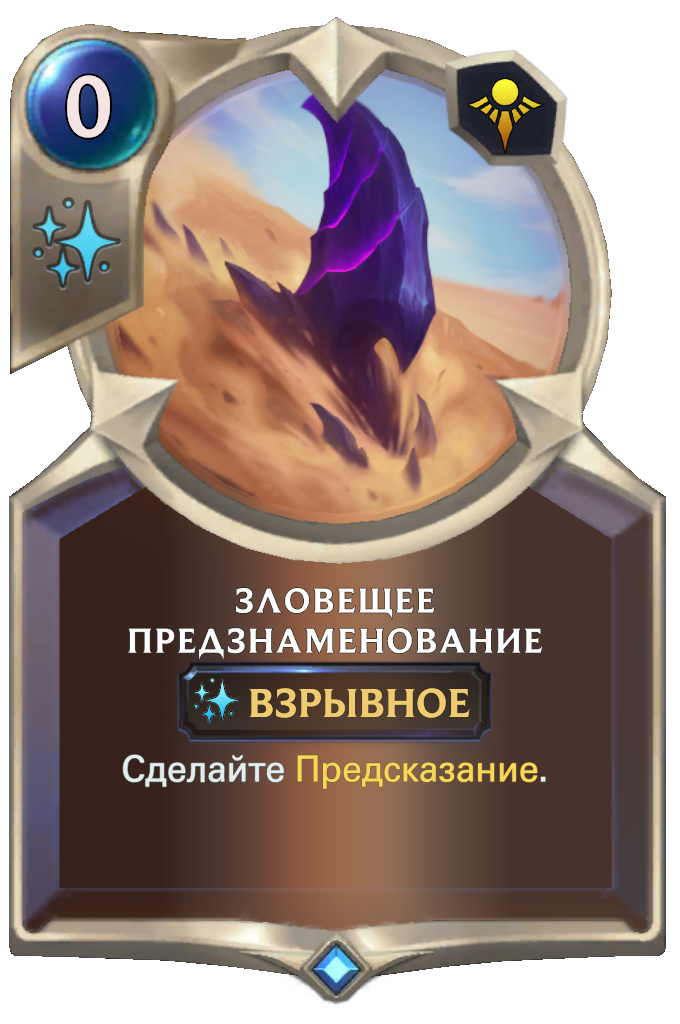 0
ЗЛОВЕЩЕЕ
ПРЕДЗНАМЕНОВАНИЕ
ВЗРЫВНОЕ
Сделайте Предсказание.